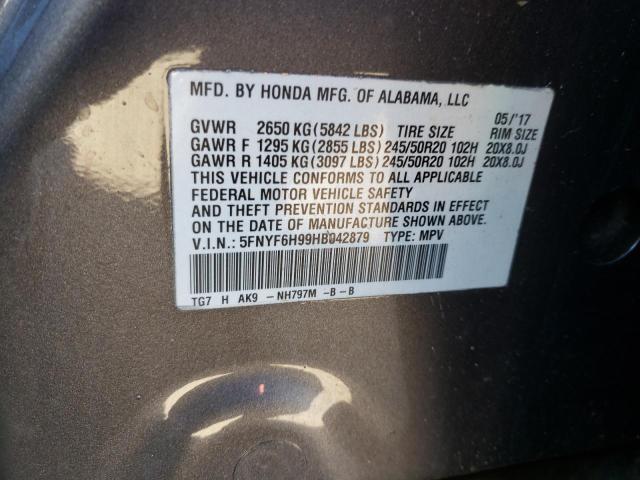 MFD. BY HONDA MFG. OF ALABAMA, LLC
05/'17
GVWR 2650 KG(5842 LBS) TIRE SIZE RIM SIZE
GAWR F 1295 KG(2855 LBS)245/50R20 102H 20X8.0J
GAWR R 1405 KG(3097 LBS)245/50R20 102H 20X8.0J
THIS VEHICLE CONFORMS TO ALL APPLICABLE
FEDERAL MOTOR VEHICLE SAFETY
AND THEFT PREVENTION STANDARDS IN EFFECT
ON THE DATE OF MANUFACTURE SHOWN ABOVE.
V.I.N.: 5FNYF6H99HB042879 TYPE: MPV
TG7 H AK9 -NH797M -B-B